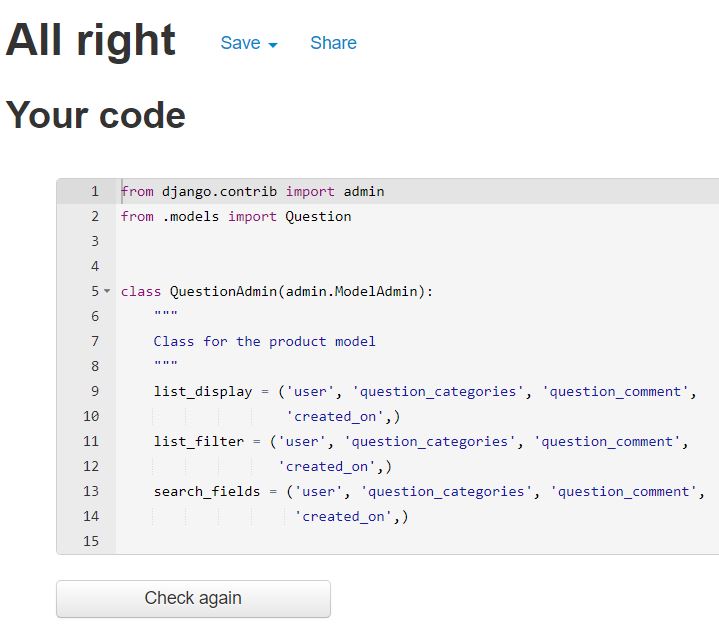 All right Save Share
Your code
1 from django.contrib import admin
2 from .models import Question
3
4
5 class QuestionAdmin(admin.ModelAdmin):
6 """
7 Class for the product model
8 """
9 list_display = ('user', 'question_categories', 'question_comment',
10 'created_on',)
11 list_filter = ('user', 'question_categories', 'question_comment',
12 'created_on',)
13 search_fields = ('user', 'question_categories', 'question_comment',
14 'created_on',)
15
Check again